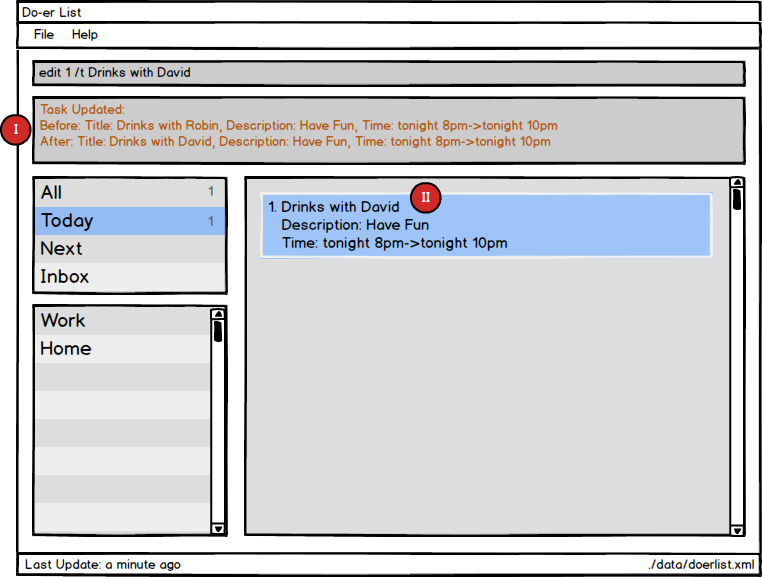 Do-er List
File Help
edit 1 /t Drinks with David
I
Task Updated:
Before: Title: Drinks with Robin, Description: Have Fun, Time: tonight 8pm->tonight 10pm
After: Title: Drinks with David, Description: Have Fun, Time: tonight 8pm->tonight 10pm
All 1
Today 1
Next
Inbox
Work
Home
II
1. Drinks with David
Description: Have Fun
Time: tonight 8pm->tonight 10pm
Last Update: a minute ago
./data/doerlist.xml